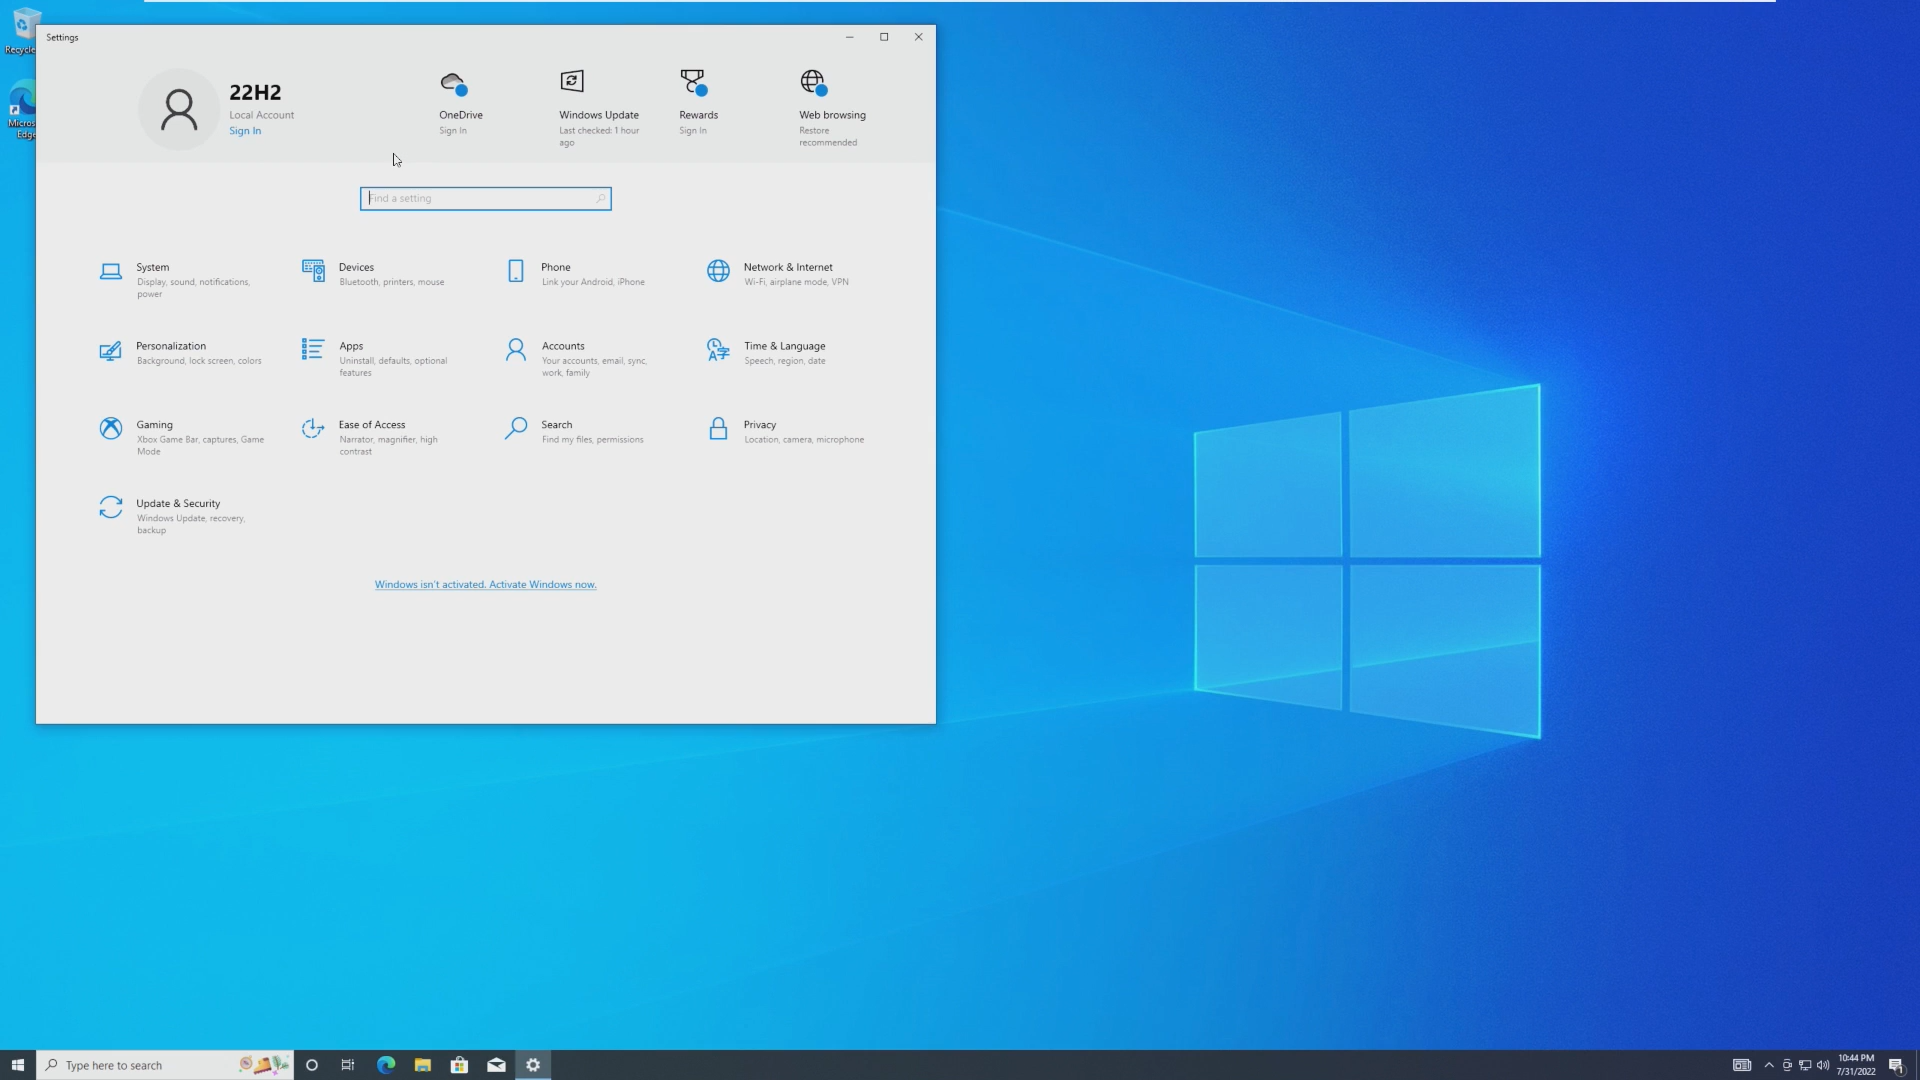 Recycle
Micros
Edge
Settings
22H2
Local Account
Sign In
OneDrive
Sign In
Windows Update
Last checked: 1 hour
ago
Rewards
Sign In
Web browsing
Restore
recommended
Find a setting
System
Display, sound, notifications,
power
Devices
Bluetooth, printers, mouse
Phone
Link your Android, iPhone
Network & Internet
Wi-Fi, airplane mode, VPN
Personalization
Background, lock screen, colors
Apps
Uninstall, defaults, optional
features
Accounts
Your accounts, email, sync,
work, family
Time & Language
Speech, region, date
Gaming
Xbox Game Bar, captures, Game
Mode
Ease of Access
Narrator, magnifier, high
contrast
Search
Find my files, permissions
Privacy
Location, camera, microphone
Update & Security
Windows Update, recovery,
backup
Windows isn't activated. Activate Windows now.
Type here to search
10:44 PM
7/31/2022
1